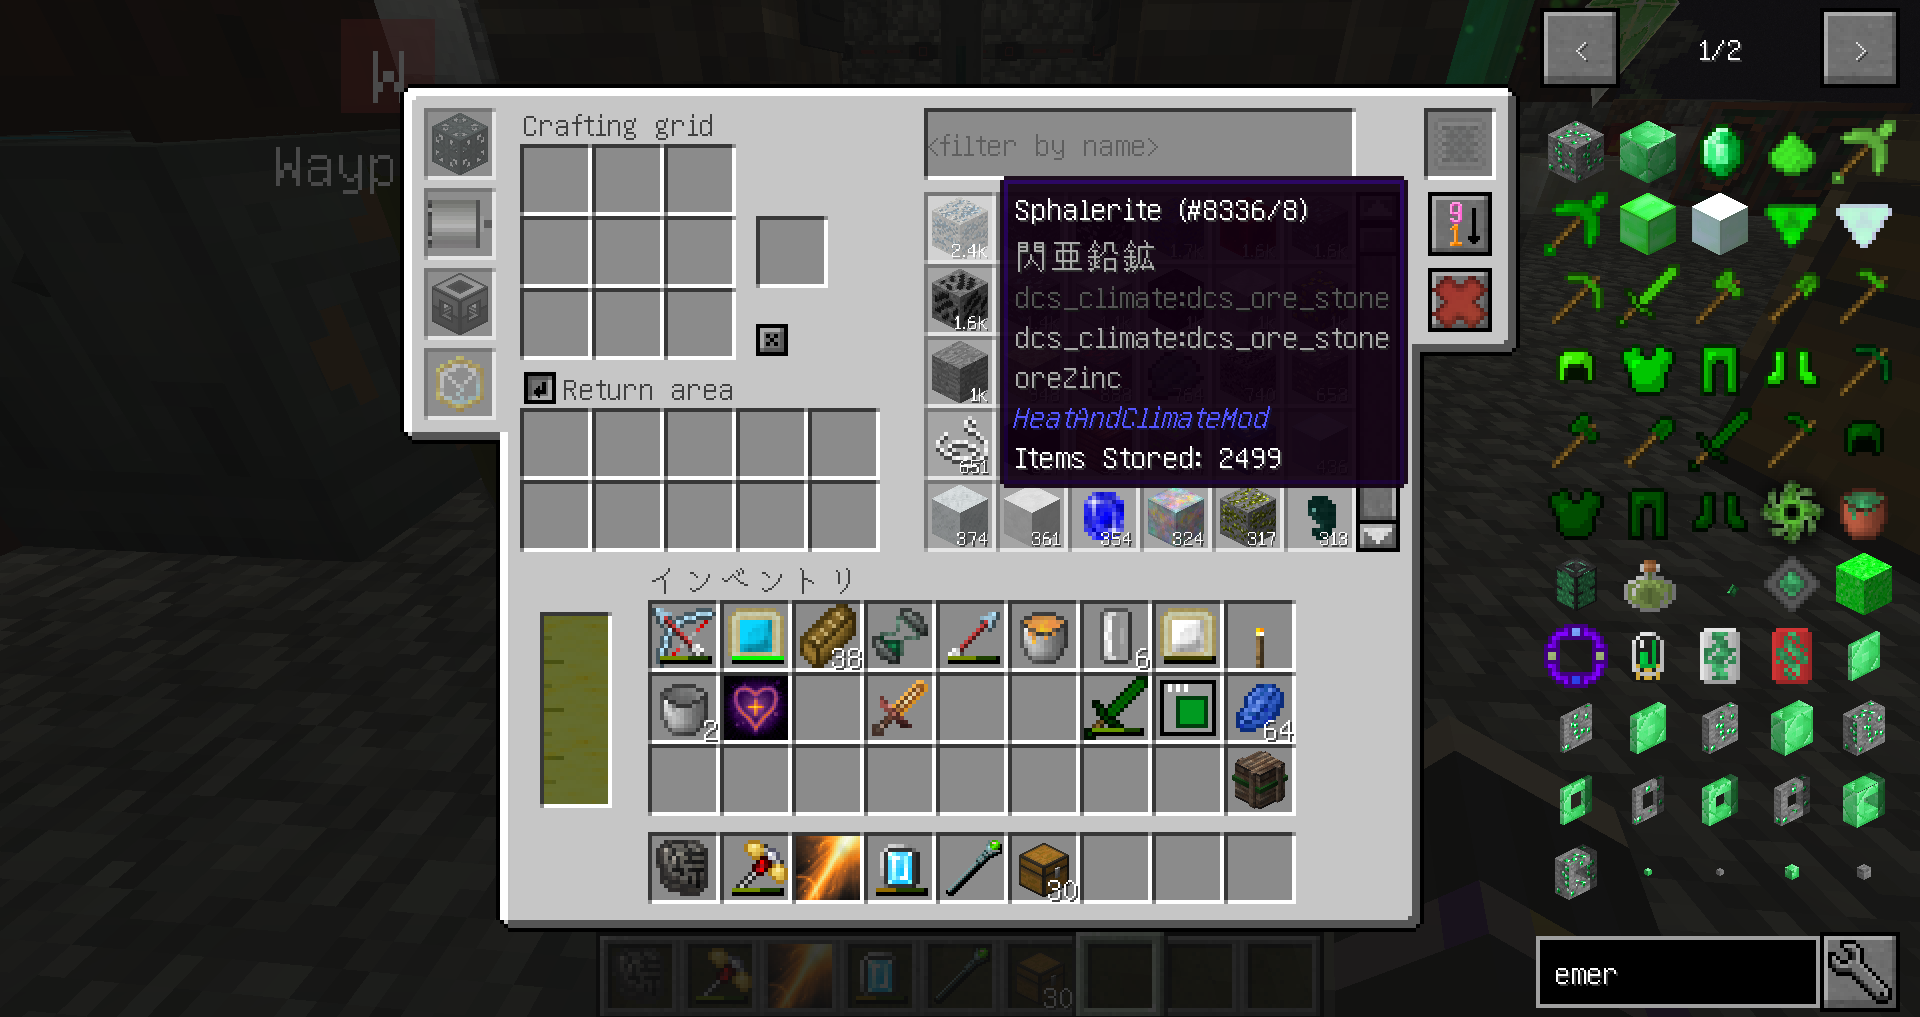 W
Wayp
1/2
Crafting grid
<filter by name>
Sphalerite (#8336/8)
閃亜鉛鉱
dcs_climate:dcs_ore_stone
dcs_climate:dcs_ore_stone
oreZinc
HeatAndClimateMod
Items Stored: 2499
2.4k
1.6k
1k
651
Return area
374 361 354 324 317 313
インベントリ
38 6
2 64
30
30
emer